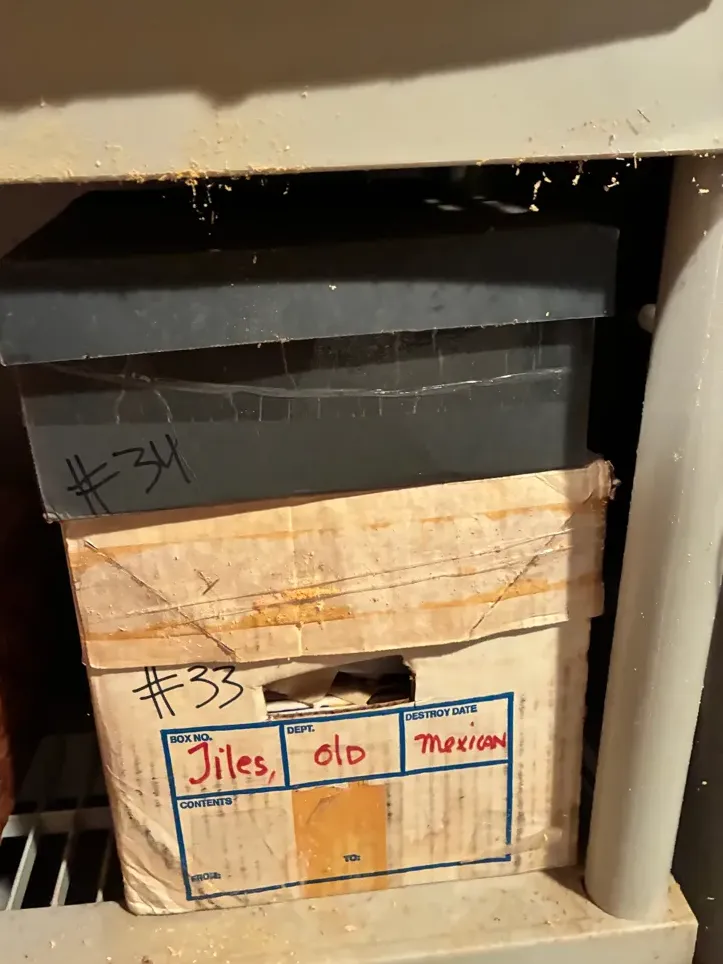 #34
#33
BOX NO. DEPT. DESTROY DATE
Jiles, old mexican
CONTENTS
FROM: TO: